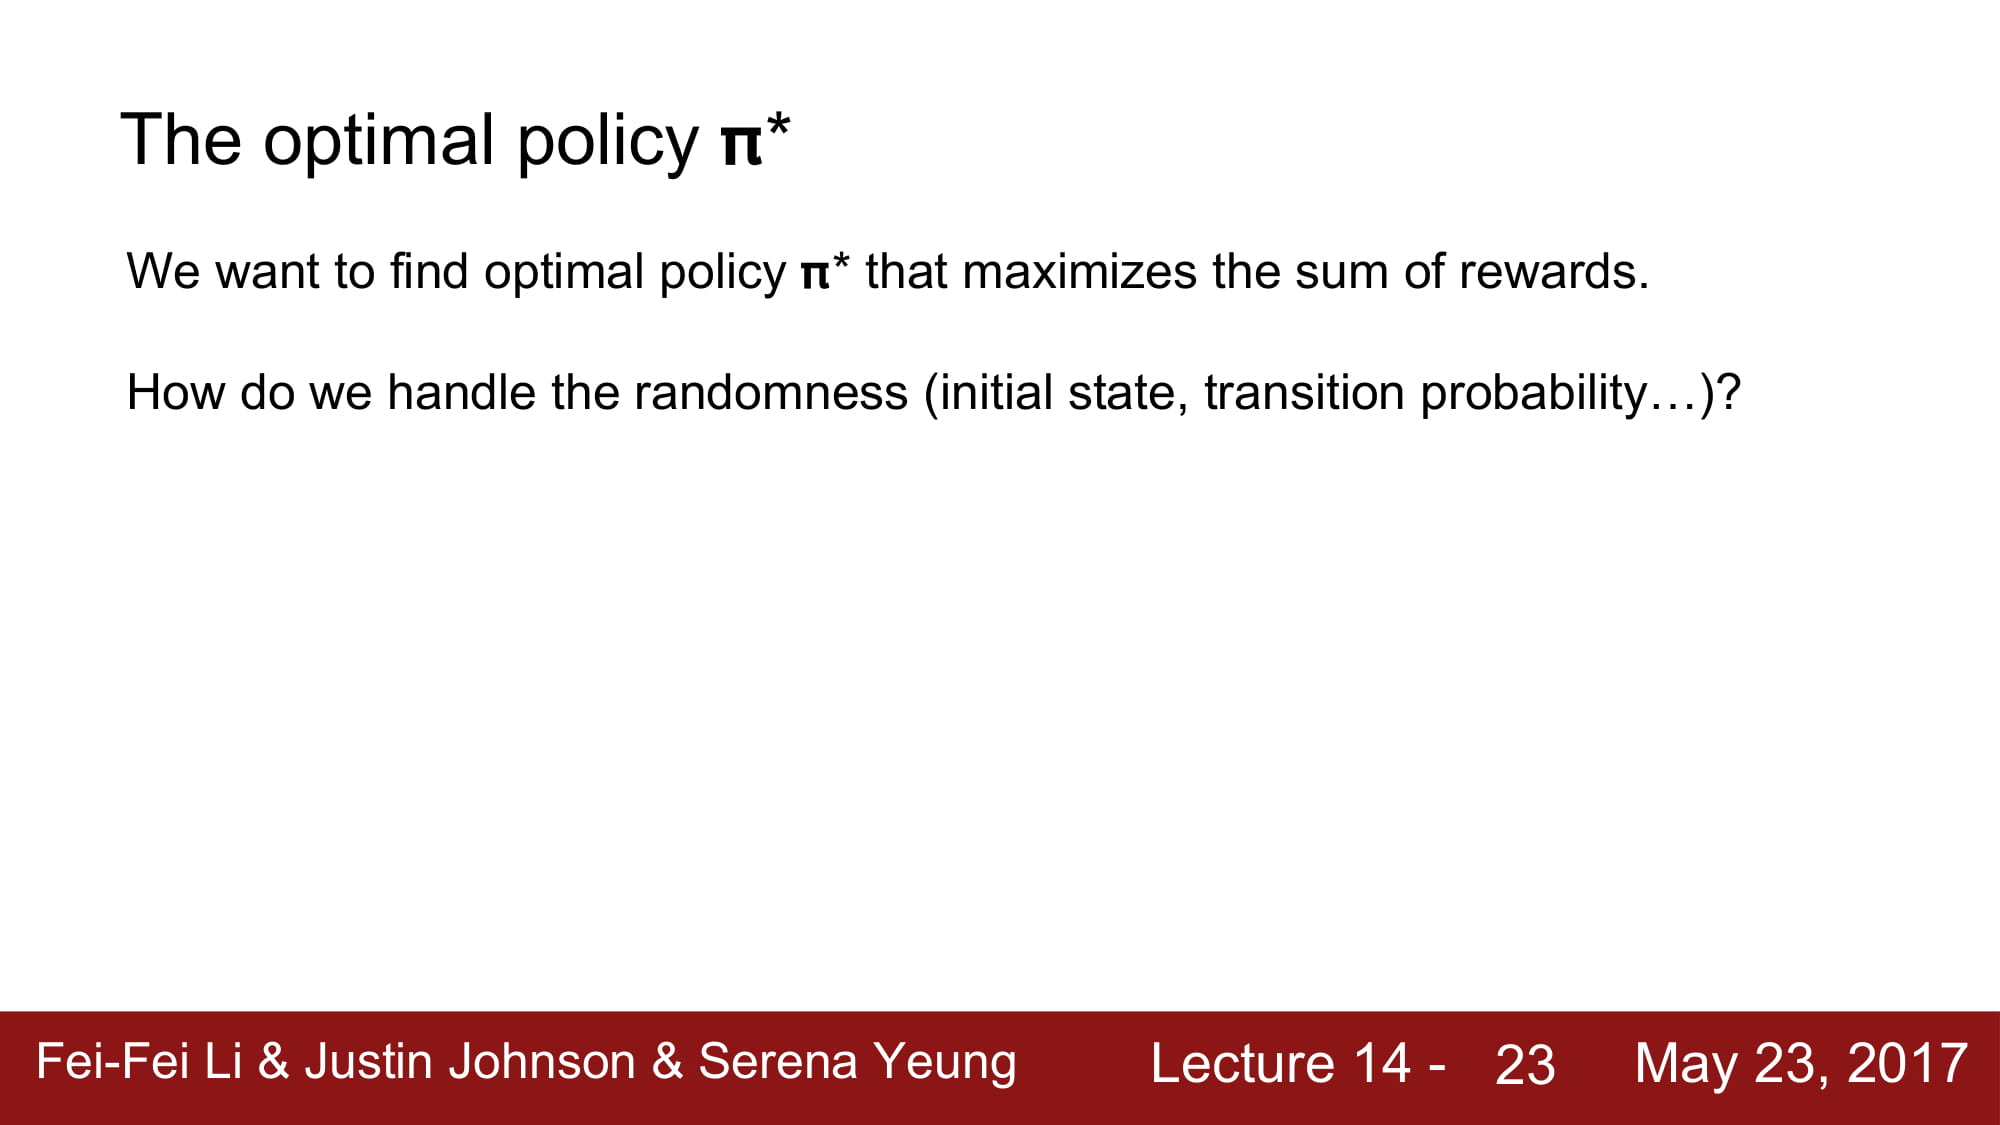 The optimal policy π*
We want to find optimal policy π* that maximizes the sum of rewards.
How do we handle the randomness (initial state, transition probability…)?
Fei-Fei Li & Justin Johnson & Serena Yeung Lecture 14 - 23 May 23, 2017